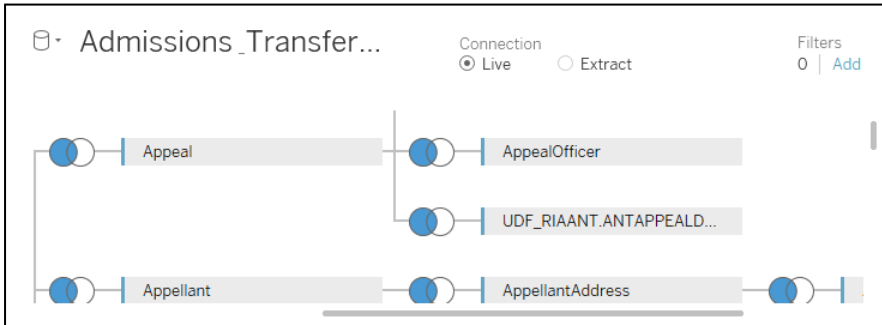 Admissions_Transfer...
Connection
Live
Extract
Filters
0 | Add
Appeal
AppealOfficer
UDF_RIAANT.ANTAPPEALD...
Appellant
AppellantAddress